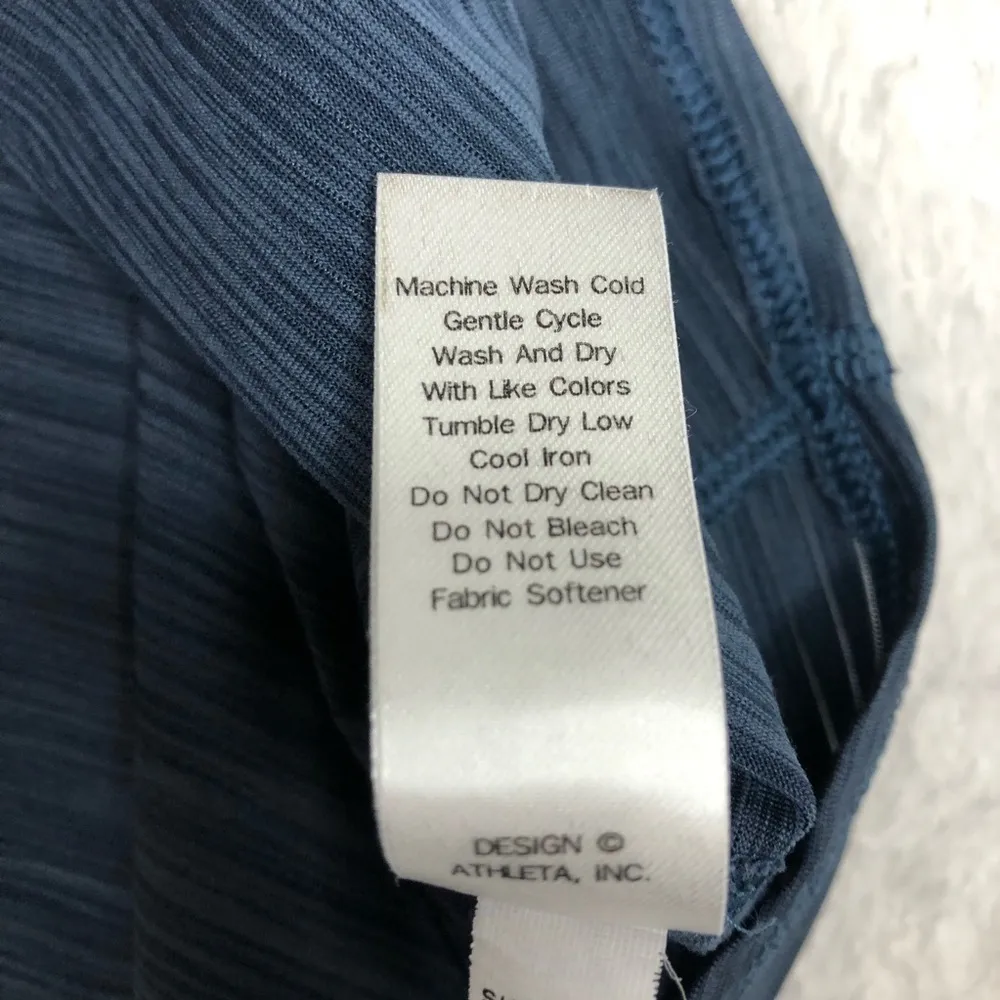 Machine Wash Cold
Gentle Cycle
Wash And Dry
With Like Colors
Tumble Dry Low
Cool Iron
Do Not Dry Clean
Do Not Bleach
Do Not Use
Fabric Softener
DESIGN ©
ATHLETA, INC.